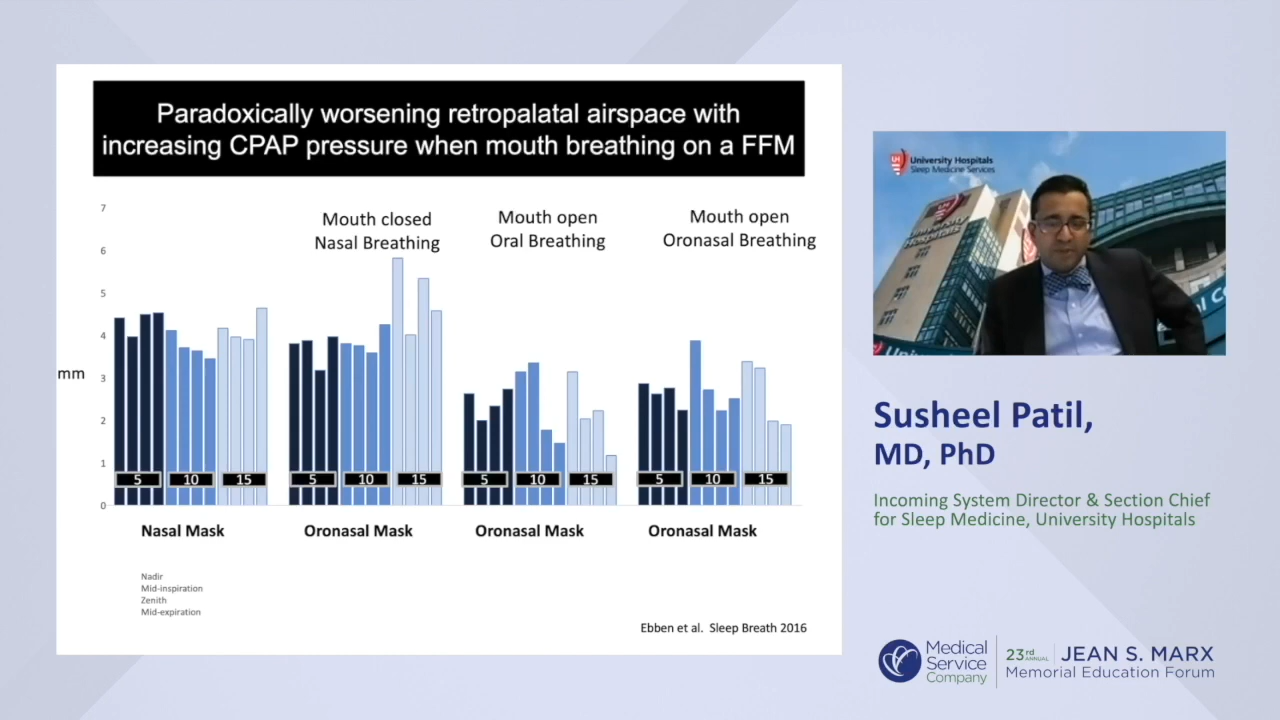 Paradoxically worsening retropalatal airspace with
increasing CPAP pressure when mouth breathing on a FFM
Mouth closed
Nasal Breathing
Mouth open
Oral Breathing
Mouth open
Oronasal Breathing
7
6
5
4
3
2
1
0
mm
5 10 15
5 10 15
5 10 15
5 10 15
Nasal Mask
Oronasal Mask
Oronasal Mask
Oronasal Mask
Nadir
Mid-inspiration
Zenith
Mid-expiration
Ebben et al. Sleep Breath 2016
UH University Hospitals
Sleep Medicine Services
University
Hospitals
Susheel Patil,
MD, PhD
Incoming System Director & Section Chief
for Sleep Medicine, University Hospitals
Medical
Service
Company
23rd ANNUAL JEAN S. MARX
Memorial Education Forum